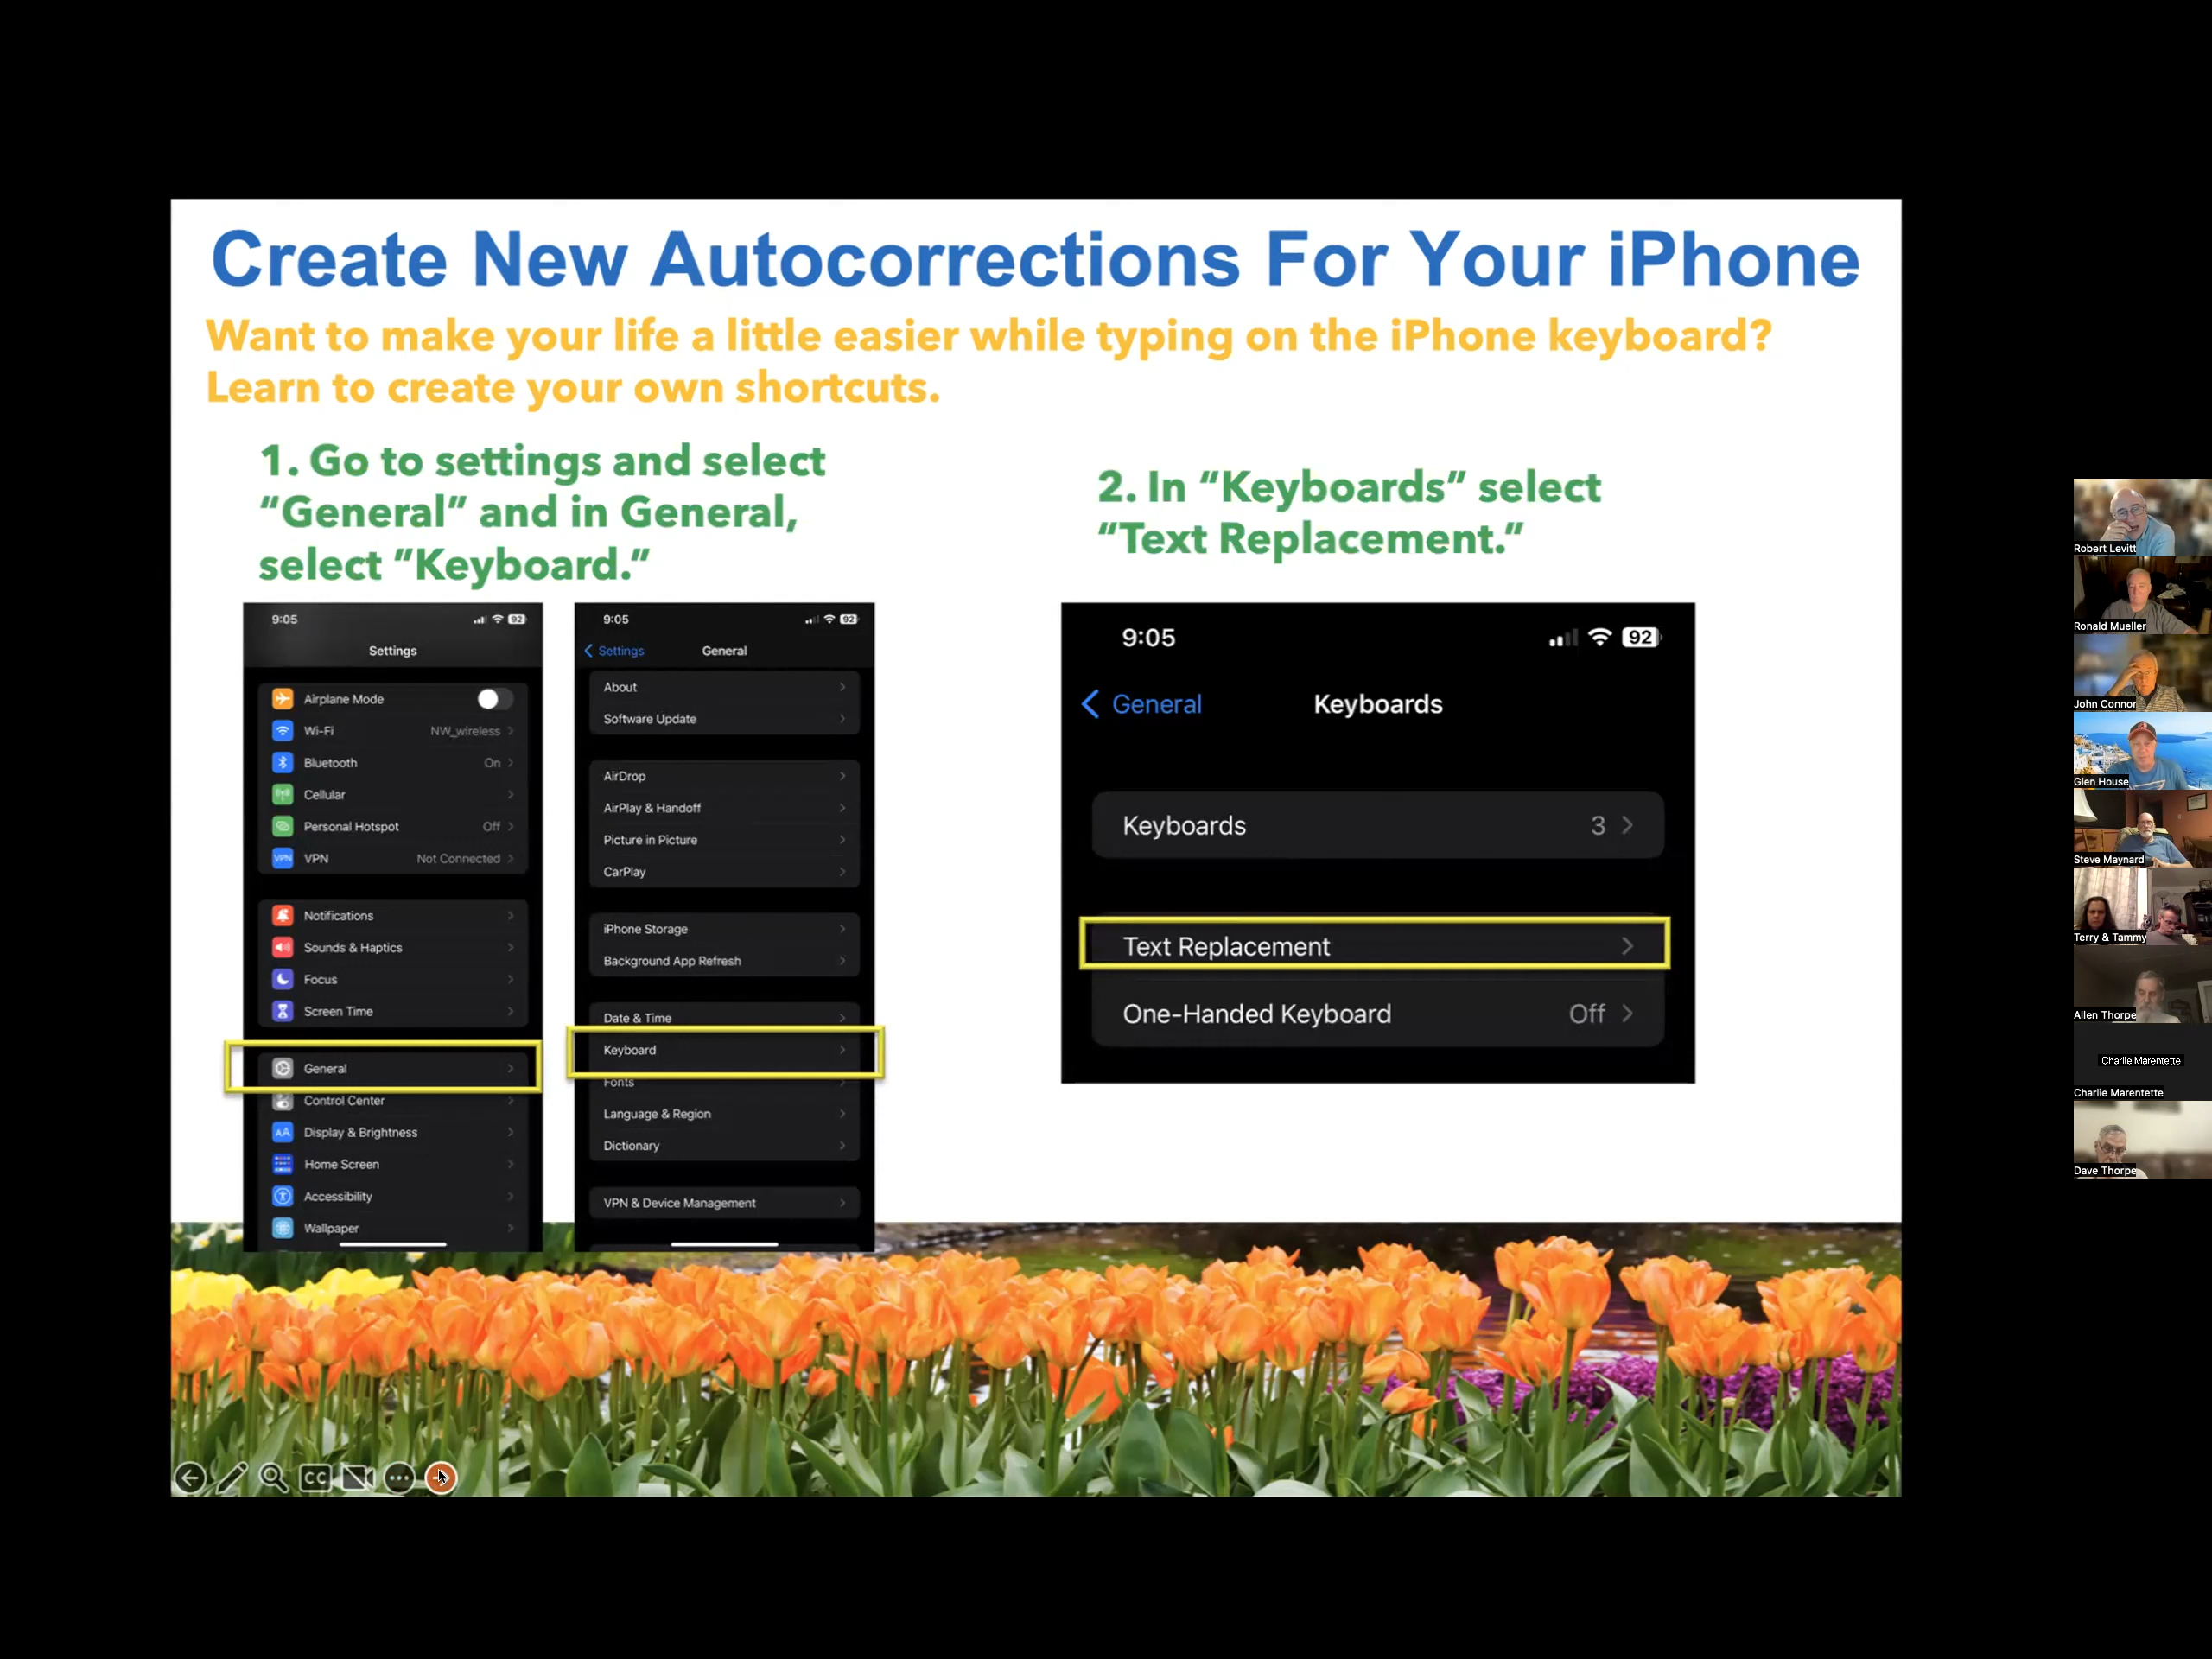 Create New Autocorrections For Your iPhone
Want to make your life a little easier while typing on the iPhone keyboard?
Learn to create your own shortcuts.
1. Go to settings and select
“General” and in General,
select “Keyboard.”
9:05
92
Settings
Airplane Mode
Wi-Fi
NW_wireless
Bluetooth
On
Cellular
Personal Hotspot
Off
VPN
VPN
Not Connected
Notifications
Sounds & Haptics
Focus
Screen Time
General
Control Center
AA
Display & Brightness
Home Screen
Accessibility
Wallpaper
9:05
92
Settings
General
About
Software Update
AirDrop
AirPlay & Handoff
Picture in Picture
CarPlay
iPhone Storage
Background App Refresh
Date & Time
Keyboard
Fonts
Language & Region
Dictionary
VPN & Device Management
2. In “Keyboards” select
“Text Replacement.”
9:05
92
General
Keyboards
Keyboards
3
Text Replacement
One-Handed Keyboard
Off
CC
Robert Levitt
Ronald Mueller
John Connor
Glen House
Steve Maynard
Terry & Tammy
Allen Thorpe
Charlie Marentette
Charlie Marentette
Dave Thorpe